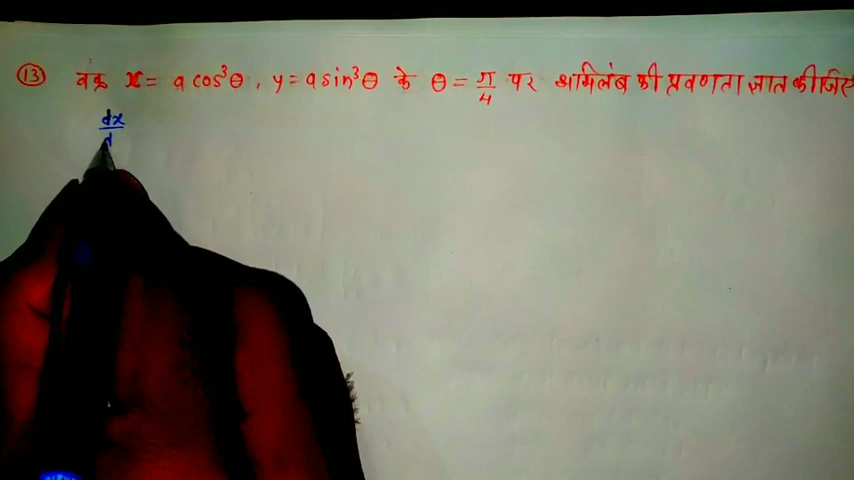 (13) वक्र x = a cos³θ, y = a sin³θ के θ = π/4 पर अभिलंब की प्रवणता ज्ञात कीजिए
dx/d